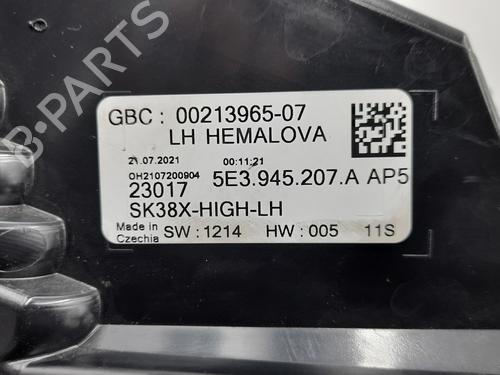 GBC : 00213965-07
LH HEMALOVA
21.07.2021 00:11:21
OH2107200904
23017 5E3.945.207.A AP5
SK38X-HIGH-LH
Made in Czechia SW : 1214 HW : 005 11S
B-PARTS